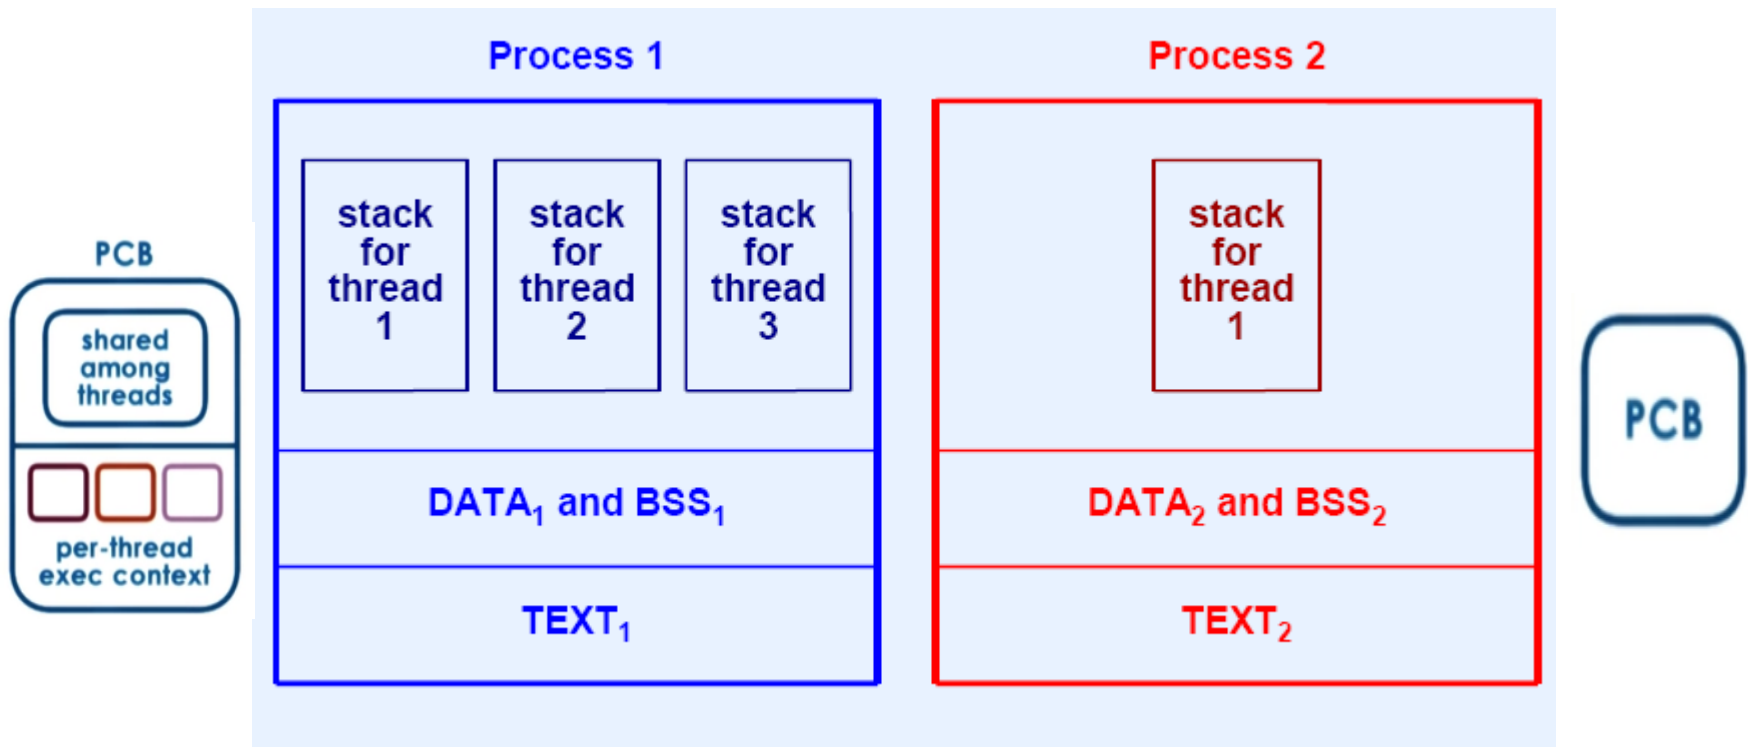 Process 1
Process 2
stack
for
thread
1
stack
for
thread
2
stack
for
thread
3
stack
for
thread
1
PCB
shared
among
threads
per-thread
exec context
PCB
DATA₁ and BSS₁
DATA₂ and BSS₂
TEXT₁
TEXT₂